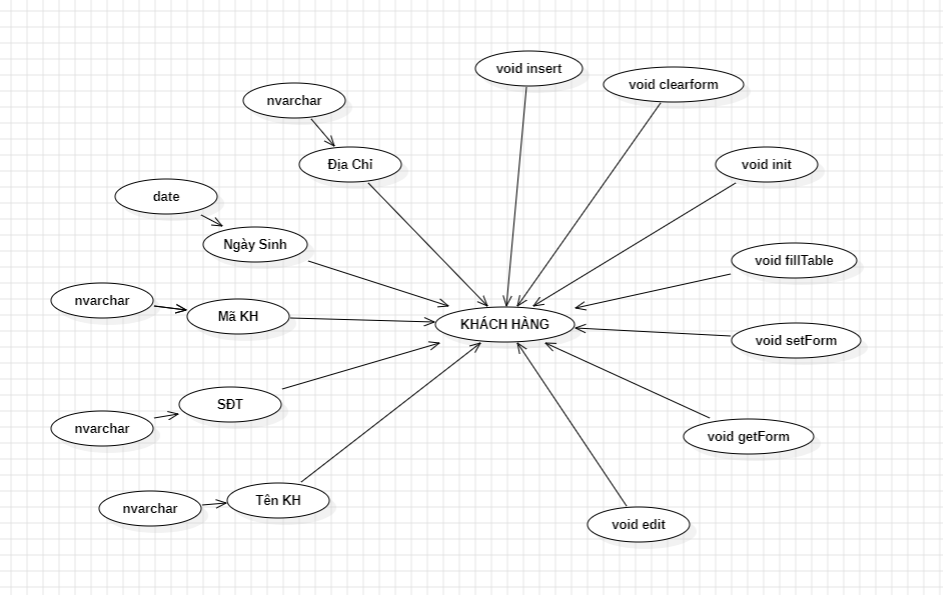 void insert
void clearform
nvarchar
Địa Chỉ
void init
date
Ngày Sinh
void fillTable
nvarchar
Mã KH
KHÁCH HÀNG
void setForm
SĐT
nvarchar
void getForm
Tên KH
nvarchar
void edit